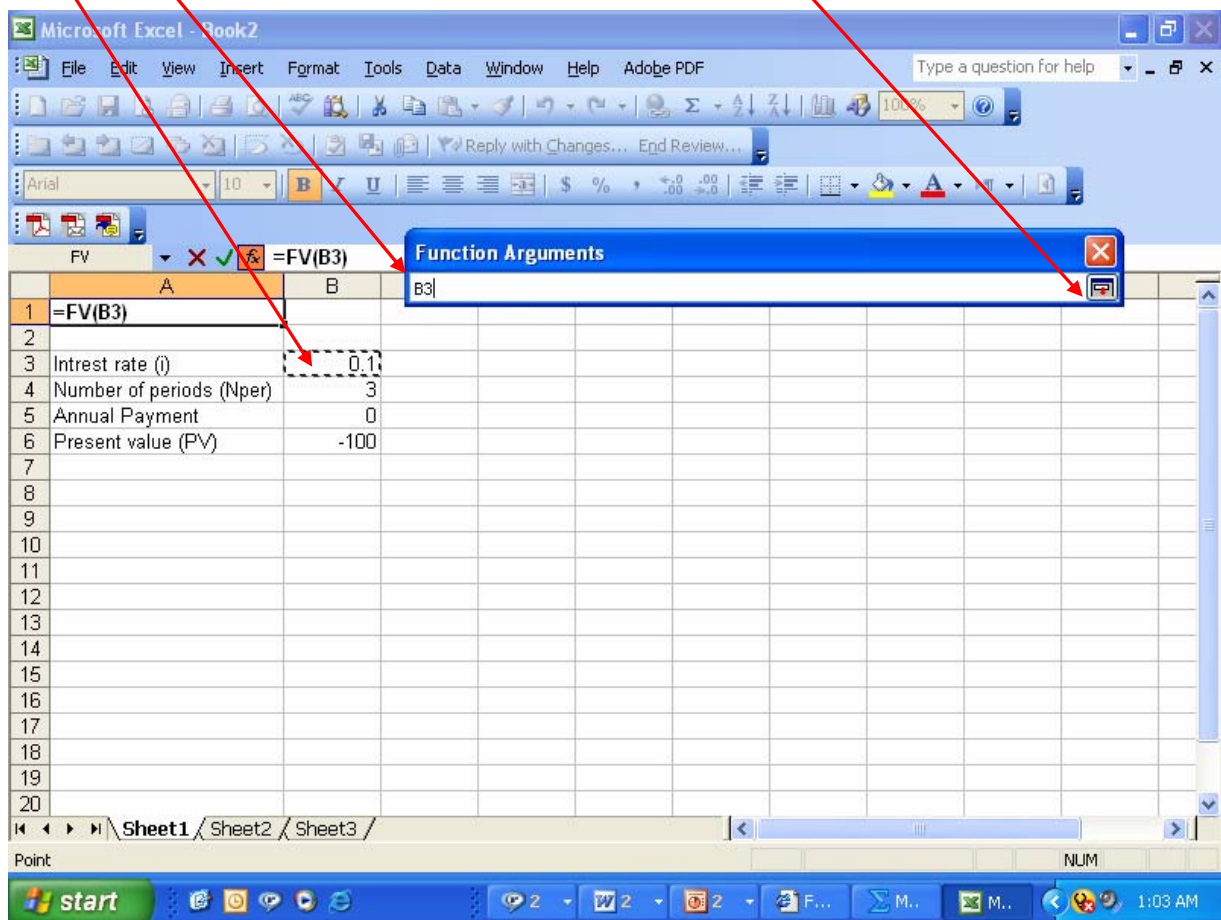 Microsoft Excel - Book2
File Edit View Insert Format Tools Data Window Help Adobe PDF Type a question for help
100%
Reply with Changes... End Review...
Arial 10 B I U $ % ,
FV =FV(B3)
Function Arguments
B3
A B
1 =FV(B3)
2
3 Intrest rate (i) 0.1
4 Number of periods (Nper) 3
5 Annual Payment 0
6 Present value (PV) -100
7
8
9
10
11
12
13
14
15
16
17
18
19
20
Sheet1 Sheet2 Sheet3
Point NUM
start 2 2 2 F... M.. M.. 1:03 AM